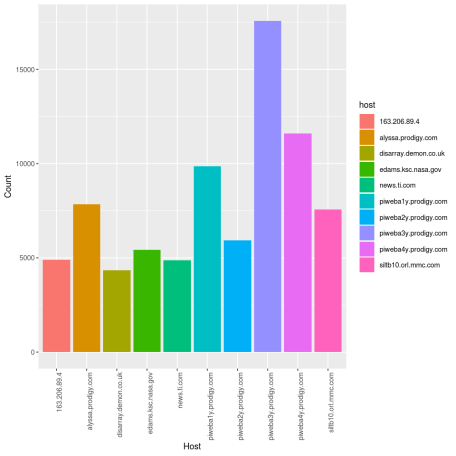 15000
10000
5000
0
Count
163.206.89.4
alyssa.prodigy.com
disarray.demon.co.uk
edams.ksc.nasa.gov
news.ti.com
piweba1y.prodigy.com
piweba2y.prodigy.com
piweba3y.prodigy.com
piweba4y.prodigy.com
siltb10.orl.mmc.com
Host
host
163.206.89.4
alyssa.prodigy.com
disarray.demon.co.uk
edams.ksc.nasa.gov
news.ti.com
piweba1y.prodigy.com
piweba2y.prodigy.com
piweba3y.prodigy.com
piweba4y.prodigy.com
siltb10.orl.mmc.com